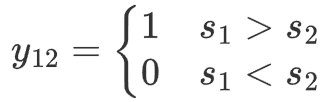 y₁₂ = { 1  s₁ > s₂
0  s₁ < s₂